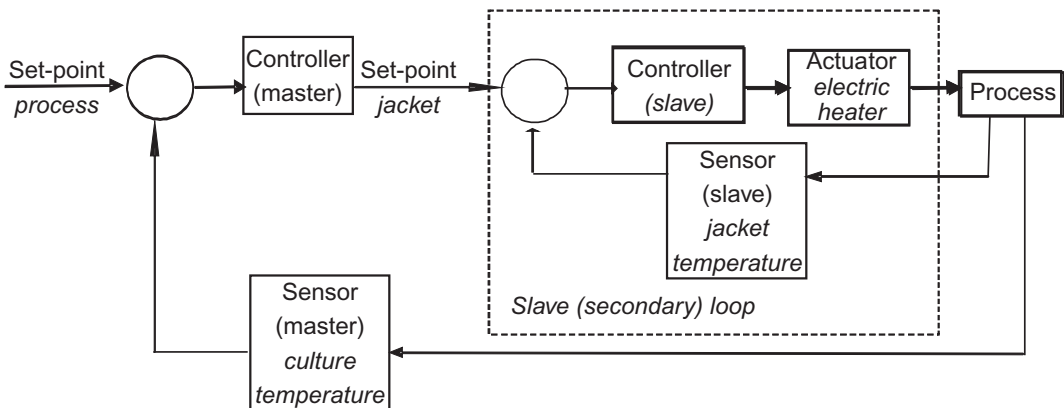 Set-point
process
Controller
(master)
Set-point
jacket
Controller
(slave)
Actuator
electric
heater
Process
Sensor
(slave)
jacket
temperature
Slave (secondary) loop
Sensor
(master)
culture
temperature